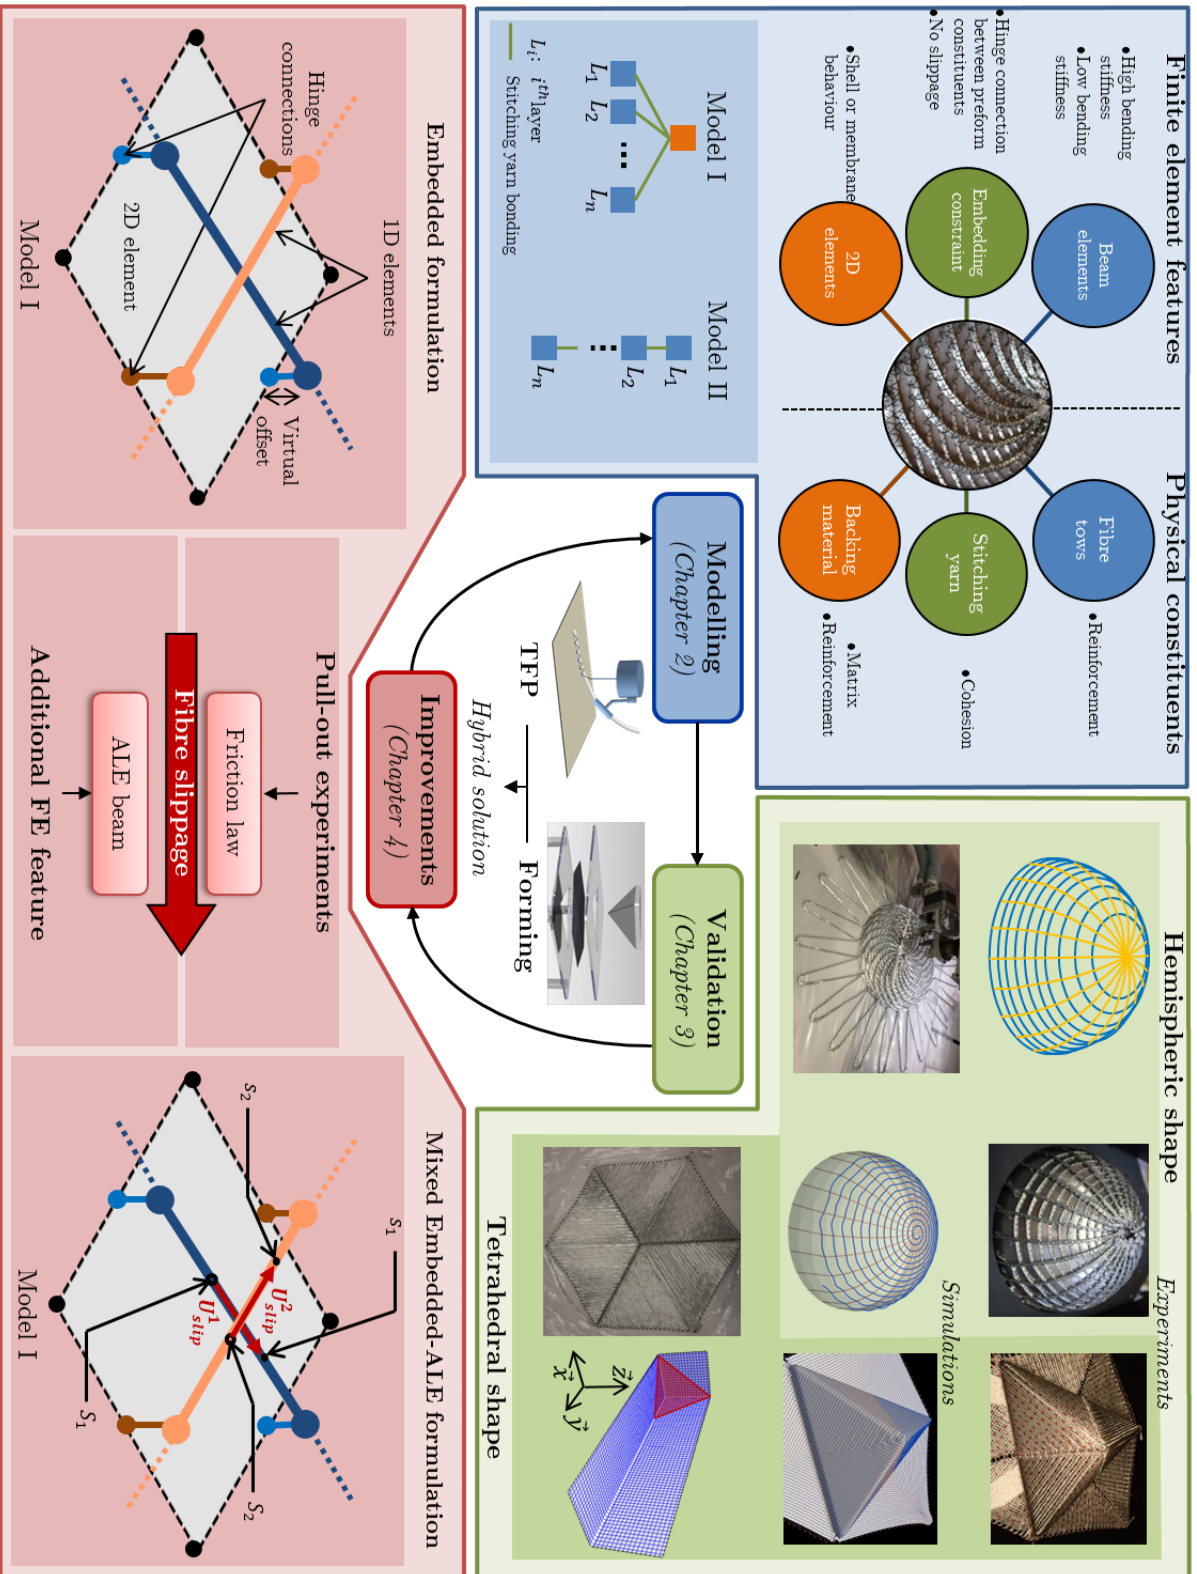 Finite element features
Physical constituents
High bending
stiffness
Low bending
stiffness
Beam
elements
Fibre
tows
Reinforcement
Hinge connection
between preform
constituents
No slippage
Embedding
constraint
Stitching
yarn
Cohesion
Shell or membrane
behaviour
2D
elements
Backing
material
Matrix
Reinforcement
Model I
Model II
L1
L2
...
Ln
L1
L2
...
Ln
Li: ith layer
Stitching yarn bonding
Hemispheric shape
Experiments
Simulations
Tetrahedral shape
z
x
y
Modelling
(Chapter 2)
Validation
(Chapter 3)
TFP
Forming
Hybrid solution
Improvements
(Chapter 4)
Embedded formulation
1D elements
Hinge
connections
Virtual
offset
2D element
Model I
Pull-out experiments
Friction law
Fibre slippage
ALE beam
Additional FE feature
Mixed Embedded-ALE formulation
s1
s2
U2slip
U1slip
S1
S2
Model I